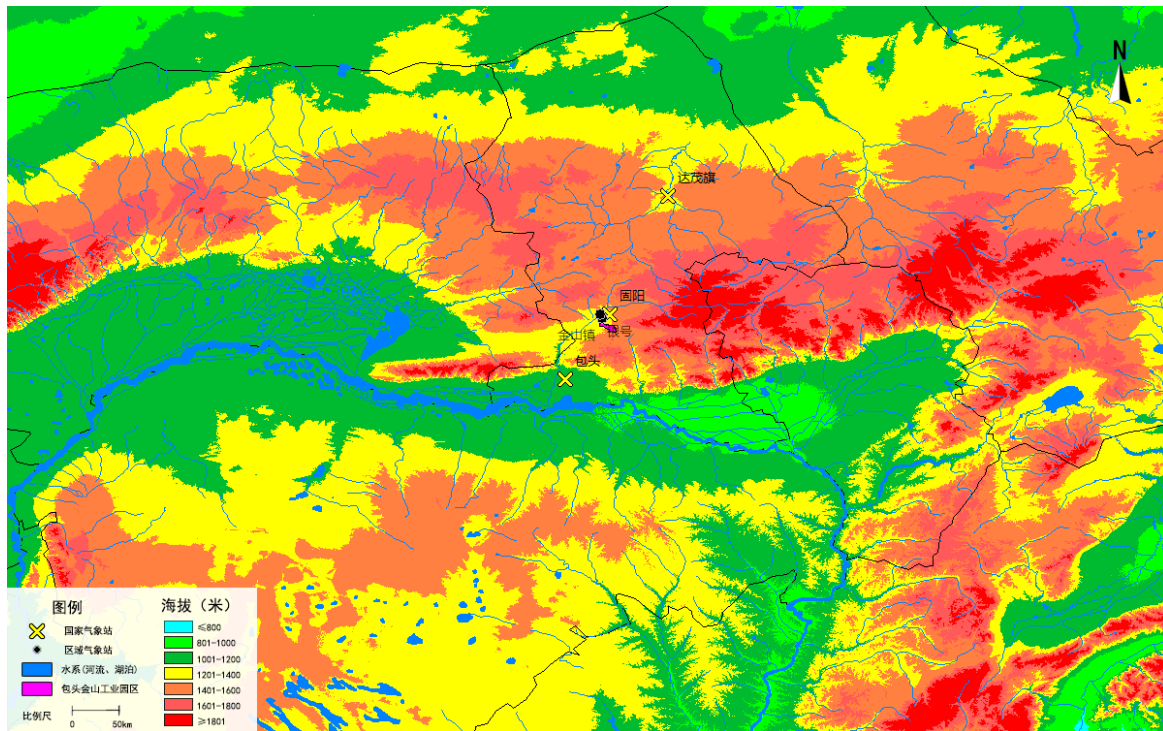 N
达茂旗
固阳
金山镇
银号
包头
图例
国家气象站
区域气象站
水系(河流、湖泊)
包头金山工业园区
比例尺
0
50km
海拔（米）
≤800
801-1000
1001-1200
1201-1400
1401-1600
1601-1800
≥1801